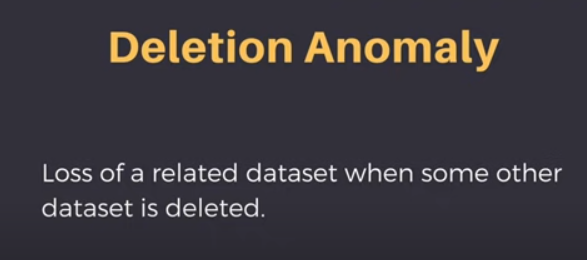 Deletion Anomaly
Loss of a related dataset when some other
dataset is deleted.